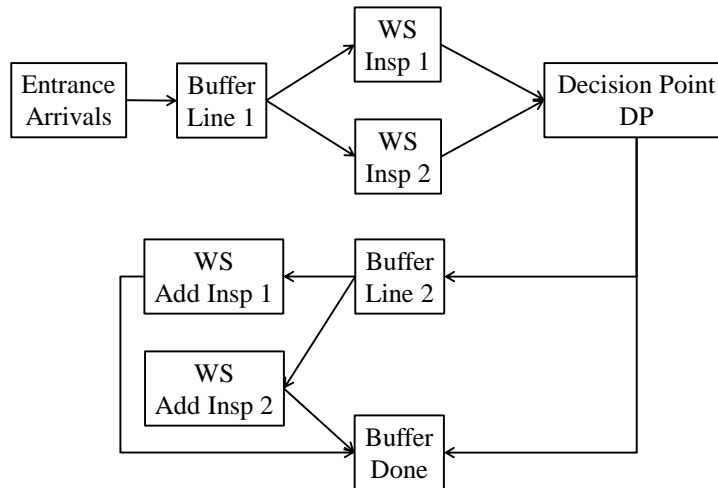 WS
Insp 1
Entrance
Arrivals
Buffer
Line 1
Decision Point
DP
WS
Insp 2
WS
Add Insp 1
Buffer
Line 2
WS
Add Insp 2
Buffer
Done